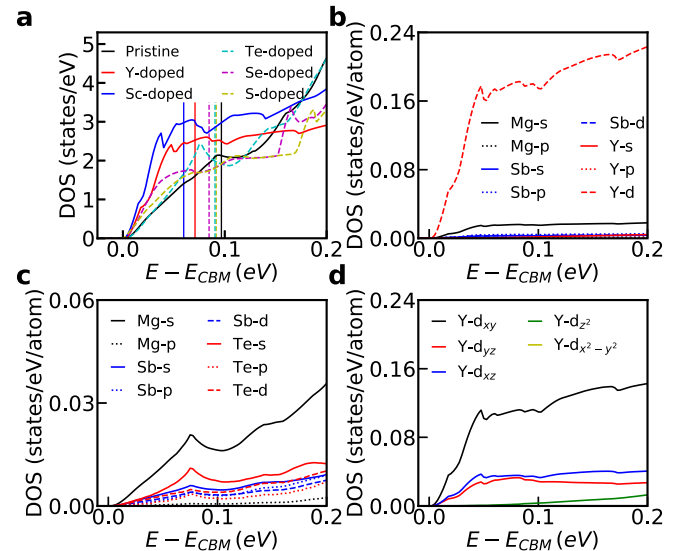 a
DOS (states/eV)
5
4
3
2
1
0
Pristine
Y-doped
Sc-doped
Te-doped
Se-doped
S-doped
0.0
0.1
0.2
E − E_CBM (eV)
b
DOS (states/eV/atom)
0.24
0.16
0.08
0.00
Mg-s
Mg-p
Sb-s
Sb-p
Sb-d
Y-s
Y-p
Y-d
0.0
0.1
0.2
E − E_CBM (eV)
c
DOS (states/eV/atom)
0.06
0.03
0.00
Mg-s
Mg-p
Sb-s
Sb-p
Sb-d
Te-s
Te-p
Te-d
0.0
0.1
0.2
E − E_CBM (eV)
d
DOS (states/eV/atom)
0.24
0.16
0.08
0.00
Y-d_xy
Y-d_yz
Y-d_xz
Y-d_z²
Y-d_x²−y²
0.0
0.1
0.2
E − E_CBM (eV)